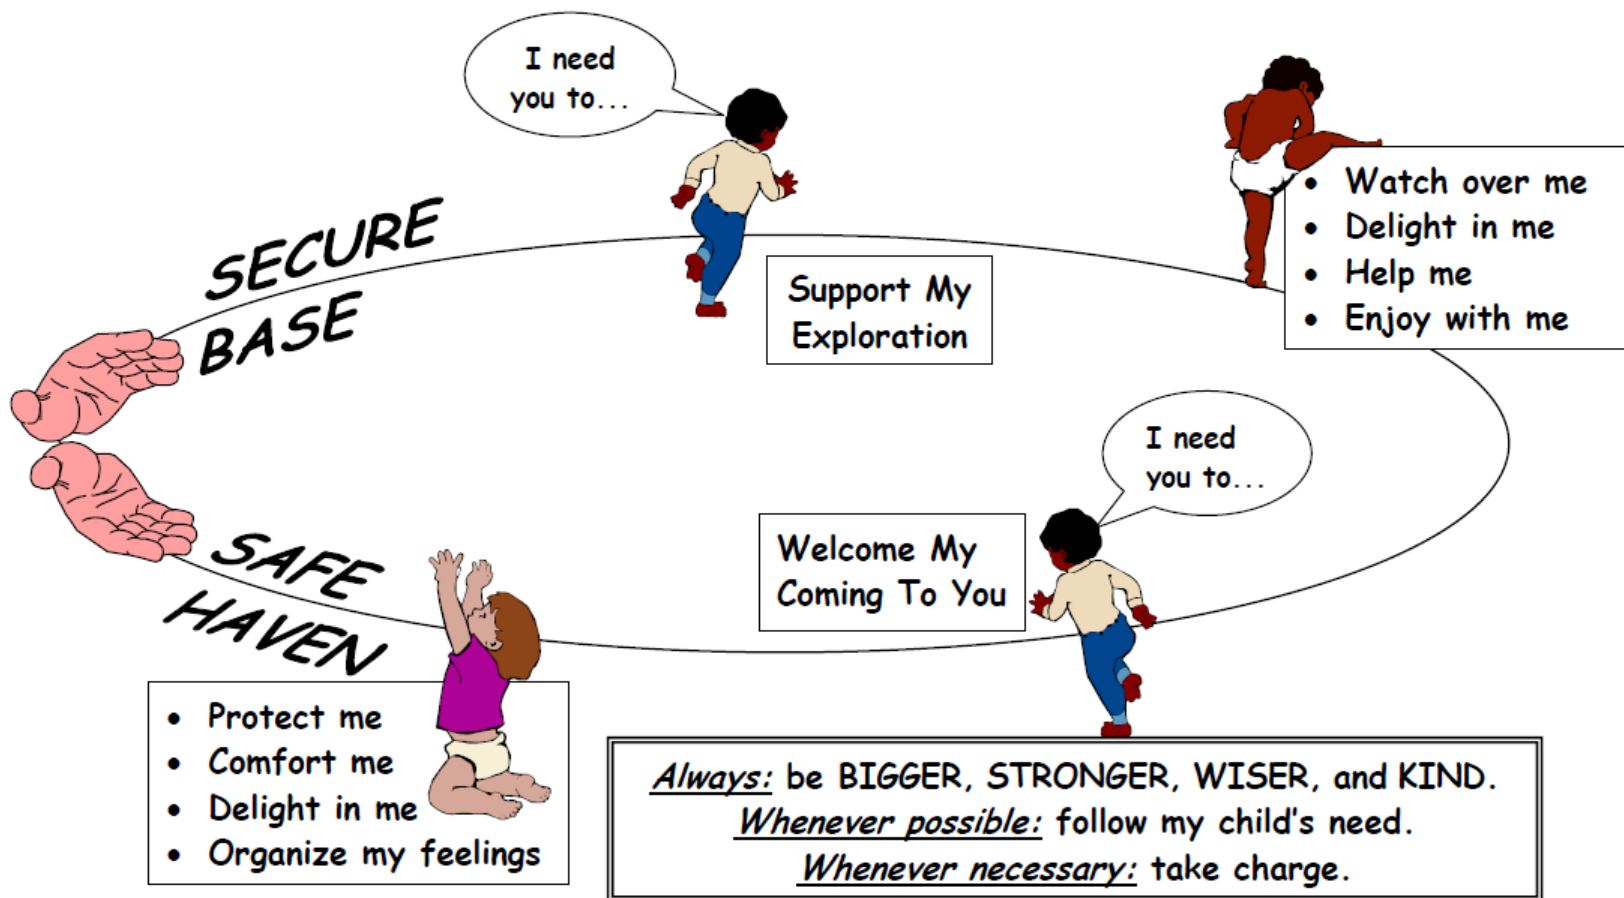 I need
you to...
SECURE
BASE
Support My
Exploration
• Watch over me
• Delight in me
• Help me
• Enjoy with me
I need
you to...
Welcome My
Coming To You
SAFE
HAVEN
• Protect me
• Comfort me
• Delight in me
• Organize my feelings
Always: be BIGGER, STRONGER, WISER, and KIND.
Whenever possible: follow my child's need.
Whenever necessary: take charge.